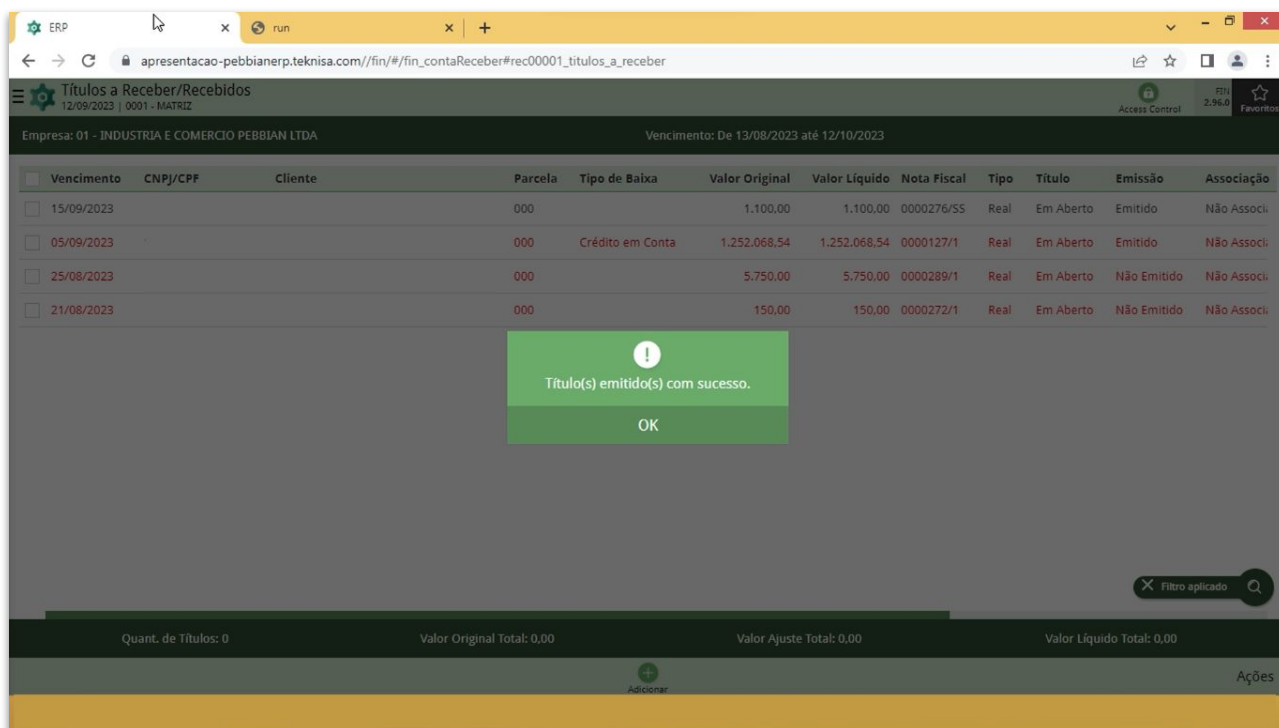 ERP
run
apresentacao-pebbianerp.teknisa.com//fin/#/fin_contaReceber#rec00001_titulos_a_receber
Títulos a Receber/Recebidos
12/09/2023 | 0001 - MATRIZ
Access Control
FIN
2.96.0
Favoritos
Empresa: 01 - INDUSTRIA E COMERCIO PEBBIAN LTDA Vencimento: De 13/08/2023 até 12/10/2023
Vencimento CNPJ/CPF Cliente Parcela Tipo de Baixa Valor Original Valor Líquido Nota Fiscal Tipo Título Emissão Associação
15/09/2023 000 1.100,00 1.100,00 0000276/SS Real Em Aberto Emitido Não Associ
05/09/2023 000 Crédito em Conta 1.252.068,54 1.252.068,54 0000127/1 Real Em Aberto Emitido Não Associ
25/08/2023 000 5.750,00 5.750,00 0000289/1 Real Em Aberto Não Emitido Não Associ
21/08/2023 000 150,00 150,00 0000272/1 Real Em Aberto Não Emitido Não Associ
Título(s) emitido(s) com sucesso.
OK
Filtro aplicado
Quant. de Títulos: 0 Valor Original Total: 0,00 Valor Ajuste Total: 0,00 Valor Líquido Total: 0,00
Adicionar
Ações